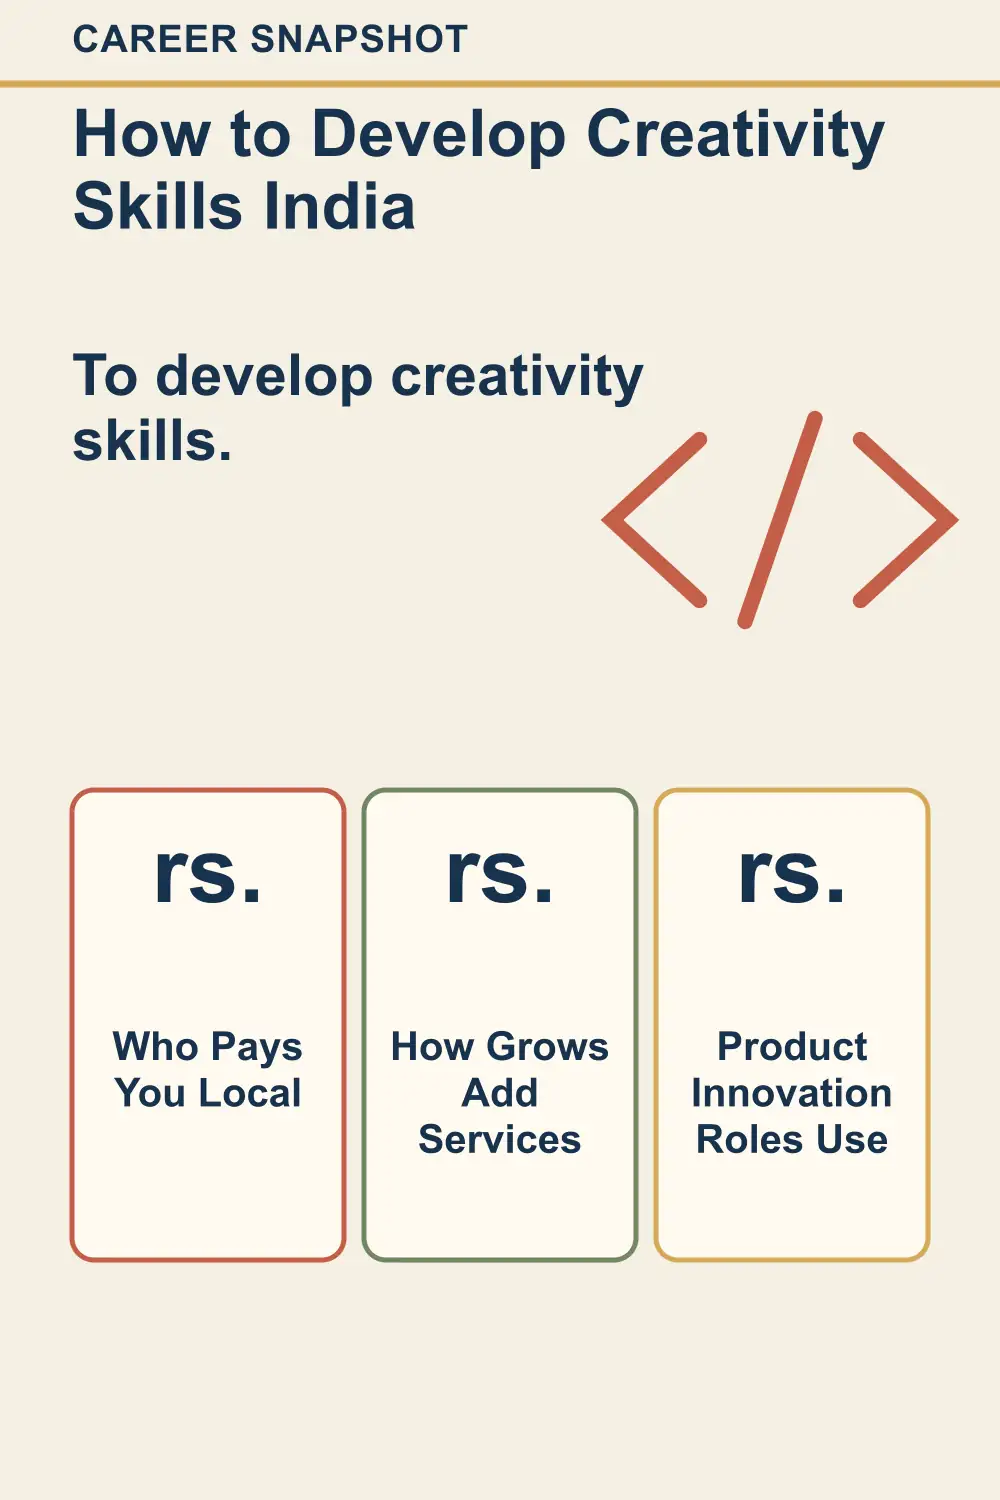 CAREER SNAPSHOT
How to Develop Creativity
Skills India
To develop creativity
skills.
rs.
Who Pays
You Local
rs.
How Grows
Add
Services
rs.
Product
Innovation
Roles Use